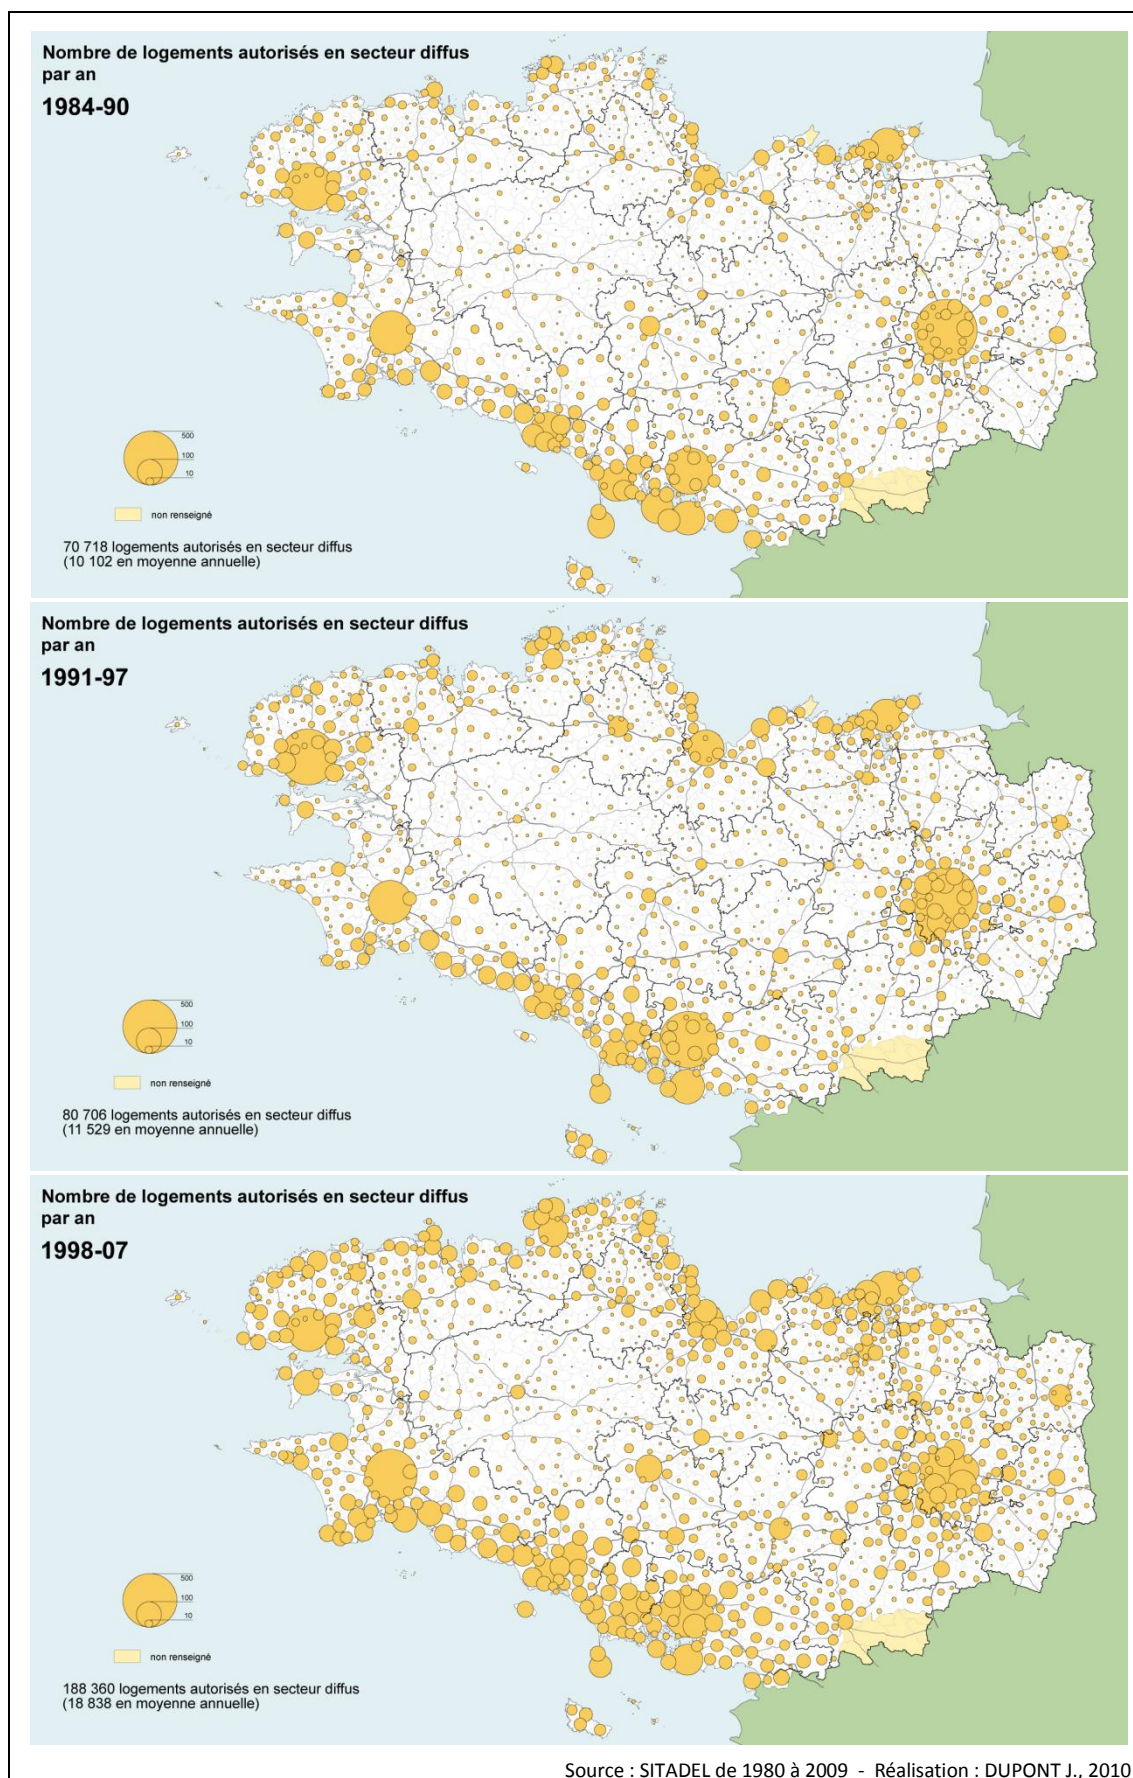 Nombre de logements autorisés en secteur diffus
par an
1984-90
500
100
10
non renseigné
70 718 logements autorisés en secteur diffus
(10 102 en moyenne annuelle)
Nombre de logements autorisés en secteur diffus
par an
1991-97
500
100
10
non renseigné
80 706 logements autorisés en secteur diffus
(11 529 en moyenne annuelle)
Nombre de logements autorisés en secteur diffus
par an
1998-07
500
100
10
non renseigné
188 360 logements autorisés en secteur diffus
(18 838 en moyenne annuelle)
Source : SITADEL de 1980 à 2009 - Réalisation : DUPONT J., 2010